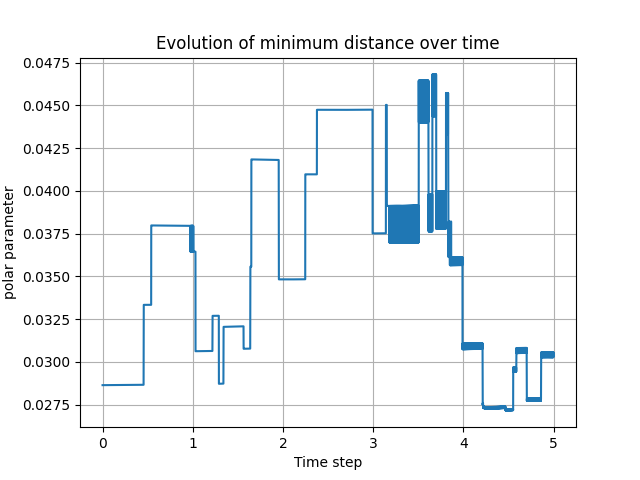 Evolution of minimum distance over time
polar parameter
0.0475
0.0450
0.0425
0.0400
0.0375
0.0350
0.0325
0.0300
0.0275
0 1 2 3 4 5
Time step